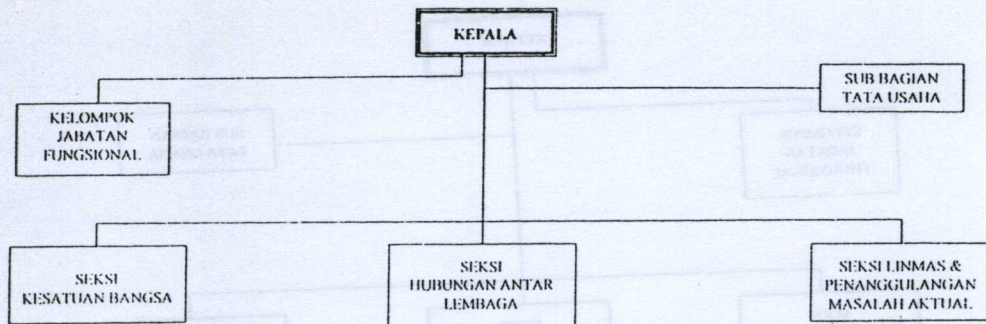 KEPALA
SUB BAGIAN
TATA USAHA
KELOMPOK
JABATAN
FUNGSIONAL
SEKSI
KESATUAN BANGSA
SEKSI
HUBUNGAN ANTAR
LEMBAGA
SEKSI LINMAS &
PENANGGULANGAN
MASALAH AKTUAL